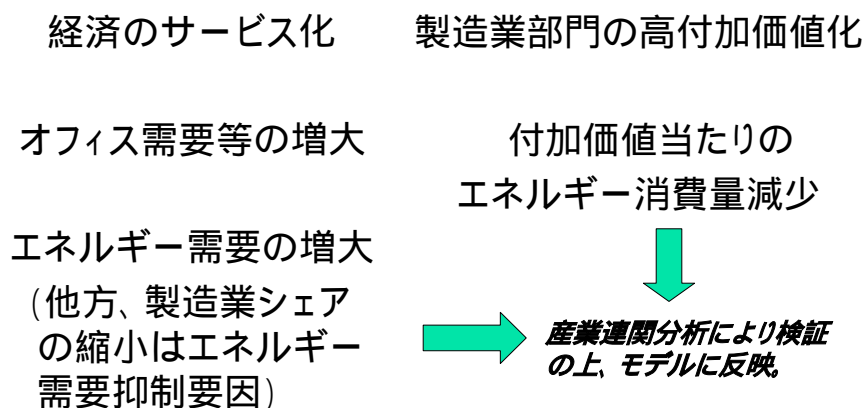 経済のサービス化
オフィス需要等の増大
エネルギー需要の増大
(他方、製造業シェア
の縮小はエネルギー
需要抑制要因)
製造業部門の高付加価値化
付加価値当たりの
エネルギー消費量減少
産業連関分析により検証
の上、モデルに反映。